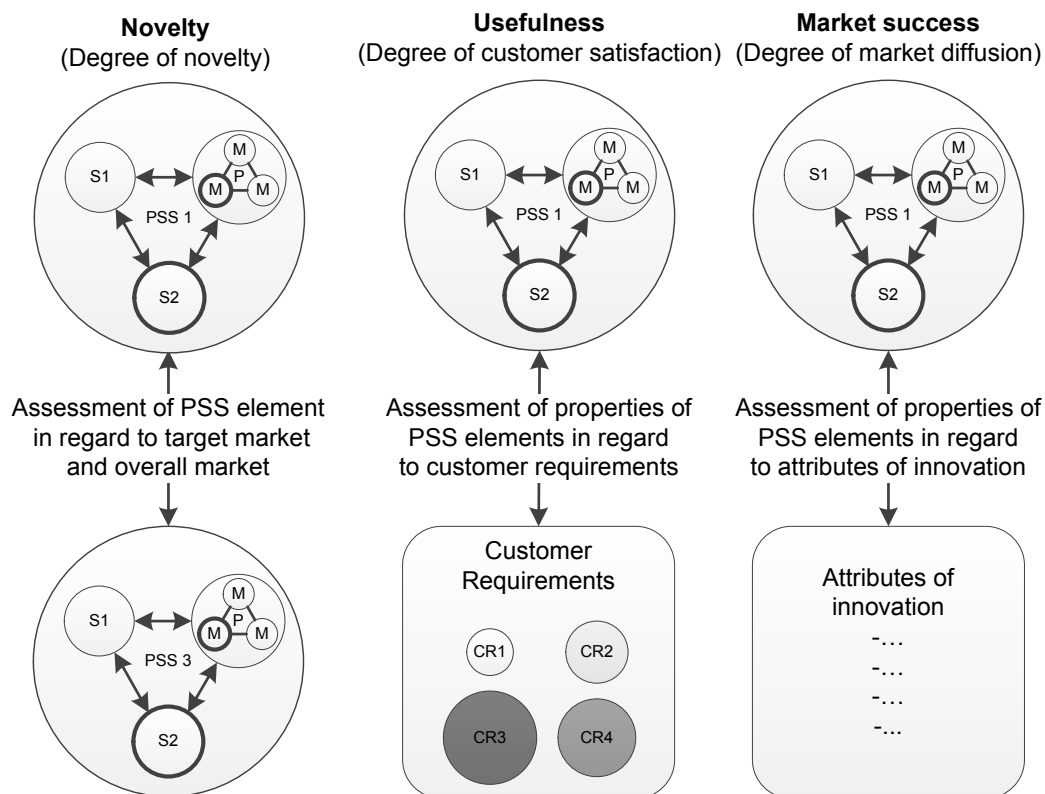 Novelty
(Degree of novelty)
S1
M
P
M
M
PSS 1
S2
Assessment of PSS element
in regard to target market
and overall market
S1
M
P
M
M
PSS 3
S2
Usefulness
(Degree of customer satisfaction)
S1
M
P
M
M
PSS 1
S2
Assessment of properties of
PSS elements in regard
to customer requirements
Customer
Requirements
CR1
CR2
CR3
CR4
Market success
(Degree of market diffusion)
S1
M
P
M
M
PSS 1
S2
Assessment of properties of
PSS elements in regard
to attributes of innovation
Attributes of
innovation
-...
-...
-...
-...